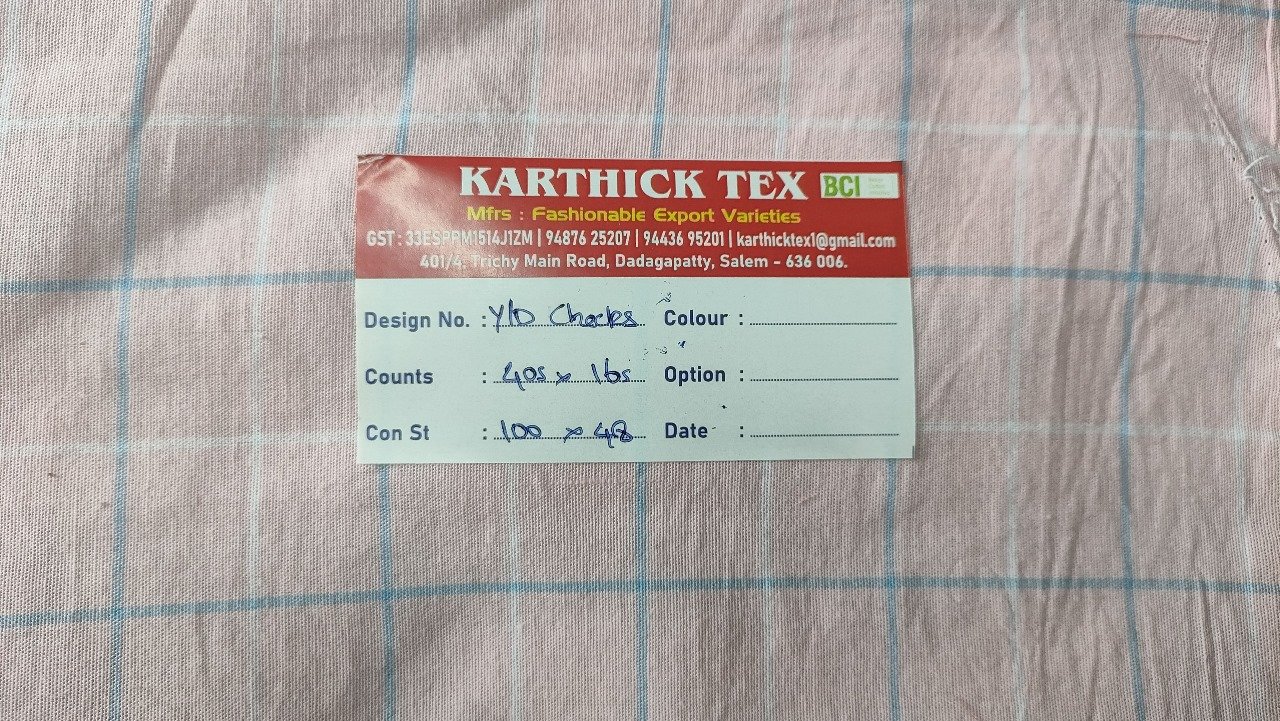 KARTHICK TEX BCI
Mfrs : Fashionable Export Varieties
GST : 33ESPPM1514J1ZM | 94876 25207 | 94436 95201 | karthicktex1@gmail.com
401/4, Trichy Main Road, Dadagapatty, Salem - 636 006.
Design No. : Y/D Checks Colour :
Counts : 40s x 16s Option :
Con St : 100 x 48 Date :